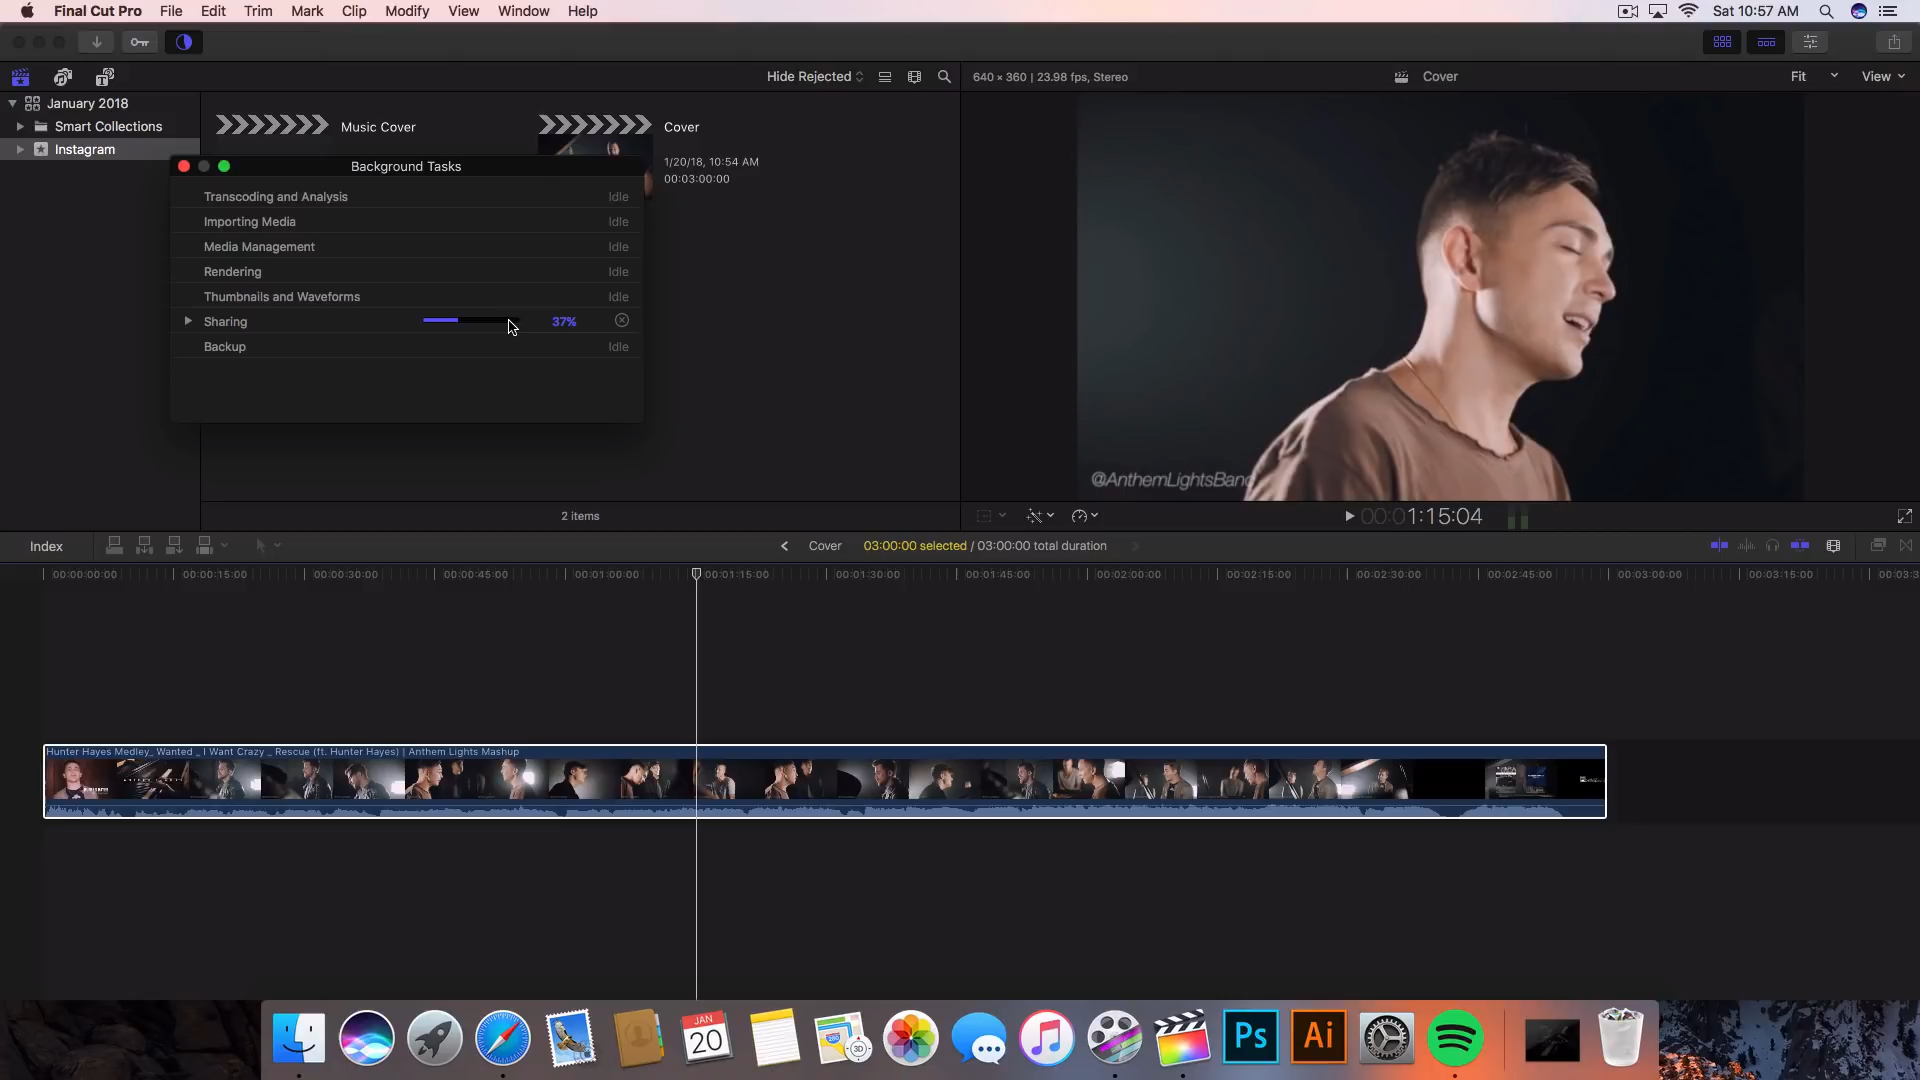 Final Cut Pro File Edit Trim Mark Clip Modify View Window Help Sat 10:57 AM
Hide Rejected 640 × 360 | 23.98 fps, Stereo Cover Fit View
January 2018
Smart Collections
Instagram
Music Cover
Cover
1/20/18, 10:54 AM
00:03:00:00
Background Tasks
Transcoding and Analysis Idle
Importing Media Idle
Media Management Idle
Rendering Idle
Thumbnails and Waveforms Idle
Sharing 37%
Backup Idle
@AnthemLightsBand
2 items
00:01:15:04
Index Cover 03:00:00 selected / 03:00:00 total duration
00:00:00:00 00:00:15:00 00:00:30:00 00:00:45:00 00:01:00:00 00:01:15:00 00:01:30:00 00:01:45:00 00:02:00:00 00:02:15:00 00:02:30:00 00:02:45:00 00:03:00:00 00:03:15:00 00:03:3
Hunter Hayes Medley_ Wanted _ I Want Crazy _ Rescue (ft. Hunter Hayes) | Anthem Lights Mashup
JAN
20
280
3D
Ps
Ai